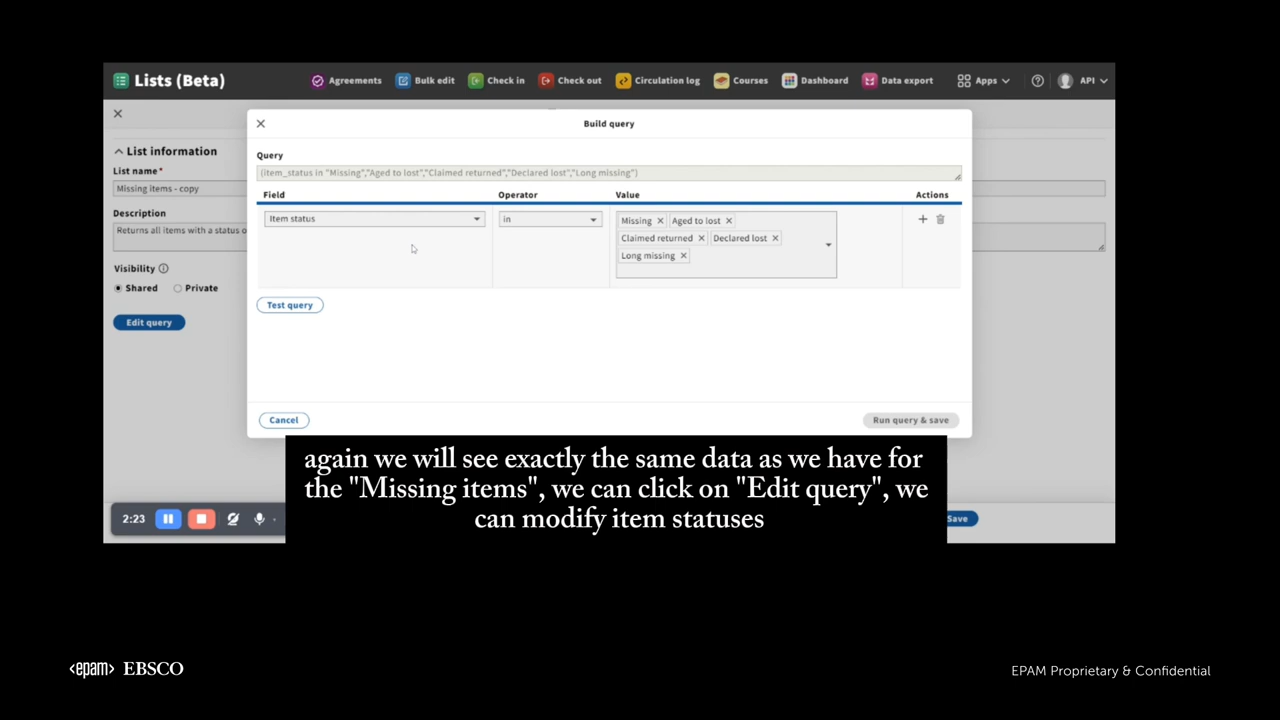 Lists (Beta)
Agreements
Bulk edit
Check in
Check out
Circulation log
Courses
Dashboard
Data export
Apps
API
List information
List name*
Missing items - copy
Description
Returns all items with a status o
Visibility
Shared
Private
Edit query
Build query
Query
(item_status in "Missing","Aged to lost","Claimed returned","Declared lost","Long missing")
Field
Operator
Value
Actions
Item status
in
Missing
Aged to lost
Claimed returned
Declared lost
Long missing
Test query
Cancel
Run query & save
again we will see exactly the same data as we have for
the "Missing items", we can click on "Edit query", we
can modify item statuses
2:23
Save
<epam> EBSCO
EPAM Proprietary & Confidential